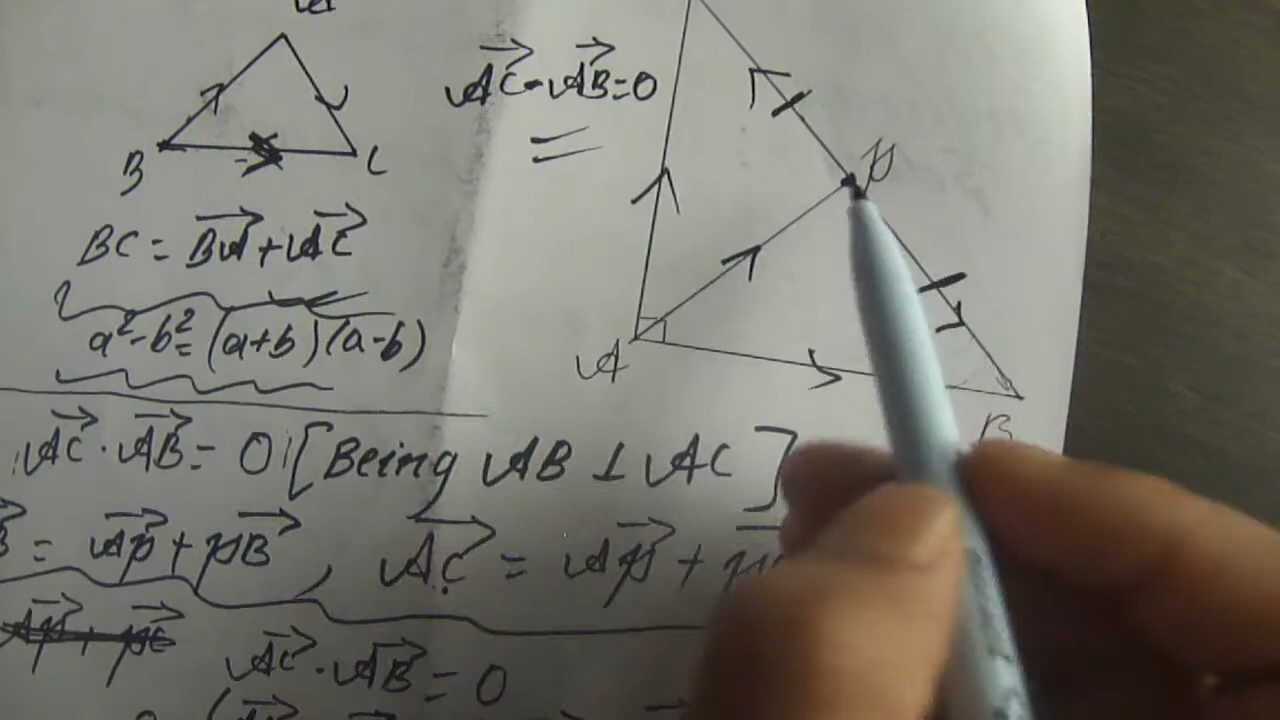 A
B
C
AC⃗ · AB⃗ = 0
p
BC = BA⃗ + AC⃗
a² - b² = (a+b)(a-b)
A
B
AC⃗ · AB⃗ = 0 [Being AB ⊥ AC]
B⃗ = Ap⃗ + pB⃗ , AC⃗ = Ap⃗ +
AC⃗ · AB⃗ = 0